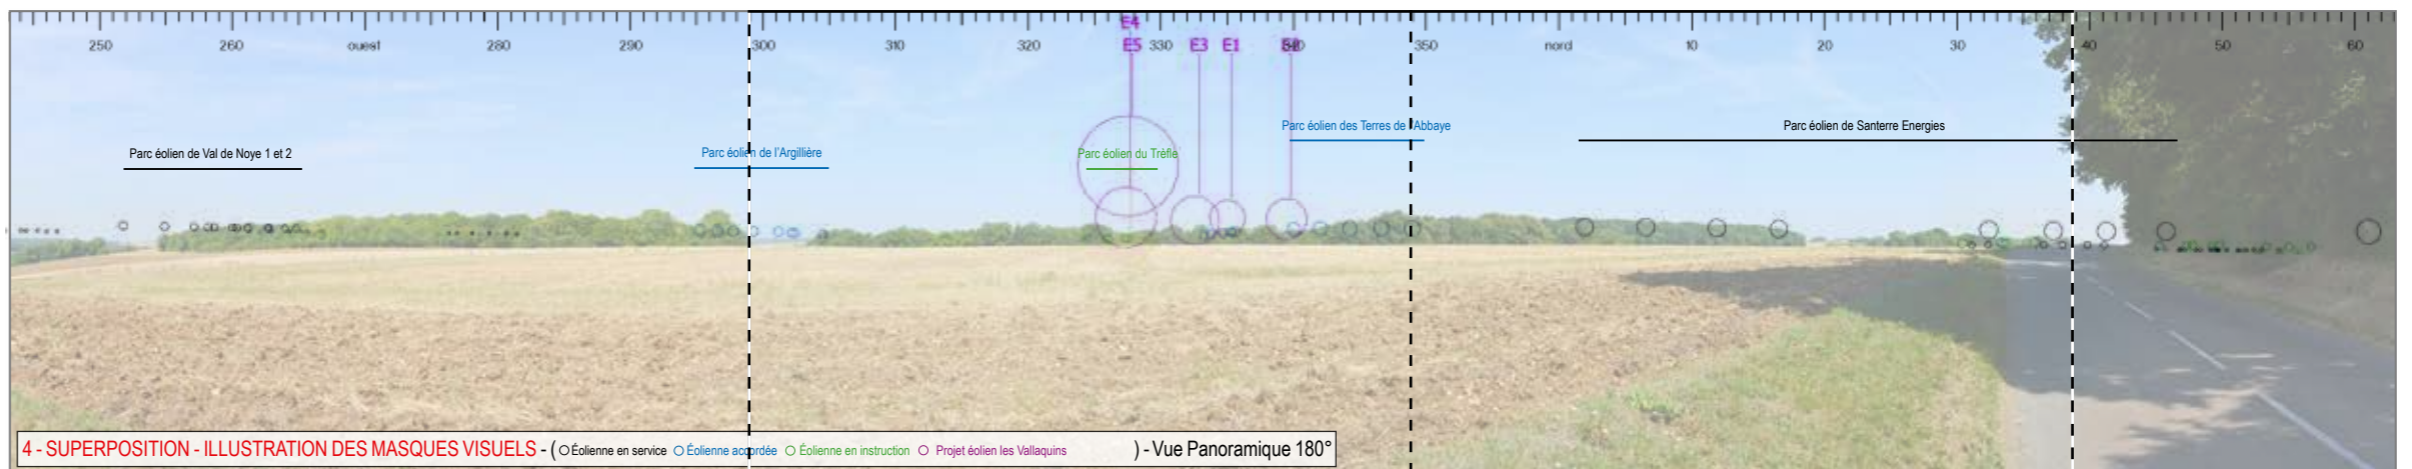 E4
250 260 ouest 280 290 300 310 320 E5 330 E3 E1 350 nord 10 20 30 40 50 60
Parc éolien des Terres de l'Abbaye
Parc éolien de Santerre Energies
Parc éolien de Val de Noye 1 et 2
Parc éolien de l'Argillière
Parc éolien du Trèfle
4 - SUPERPOSITION - ILLUSTRATION DES MASQUES VISUELS - ( Éolienne en service Éolienne accordée Éolienne en instruction Projet éolien les Vallaquins ) - Vue Panoramique 180°